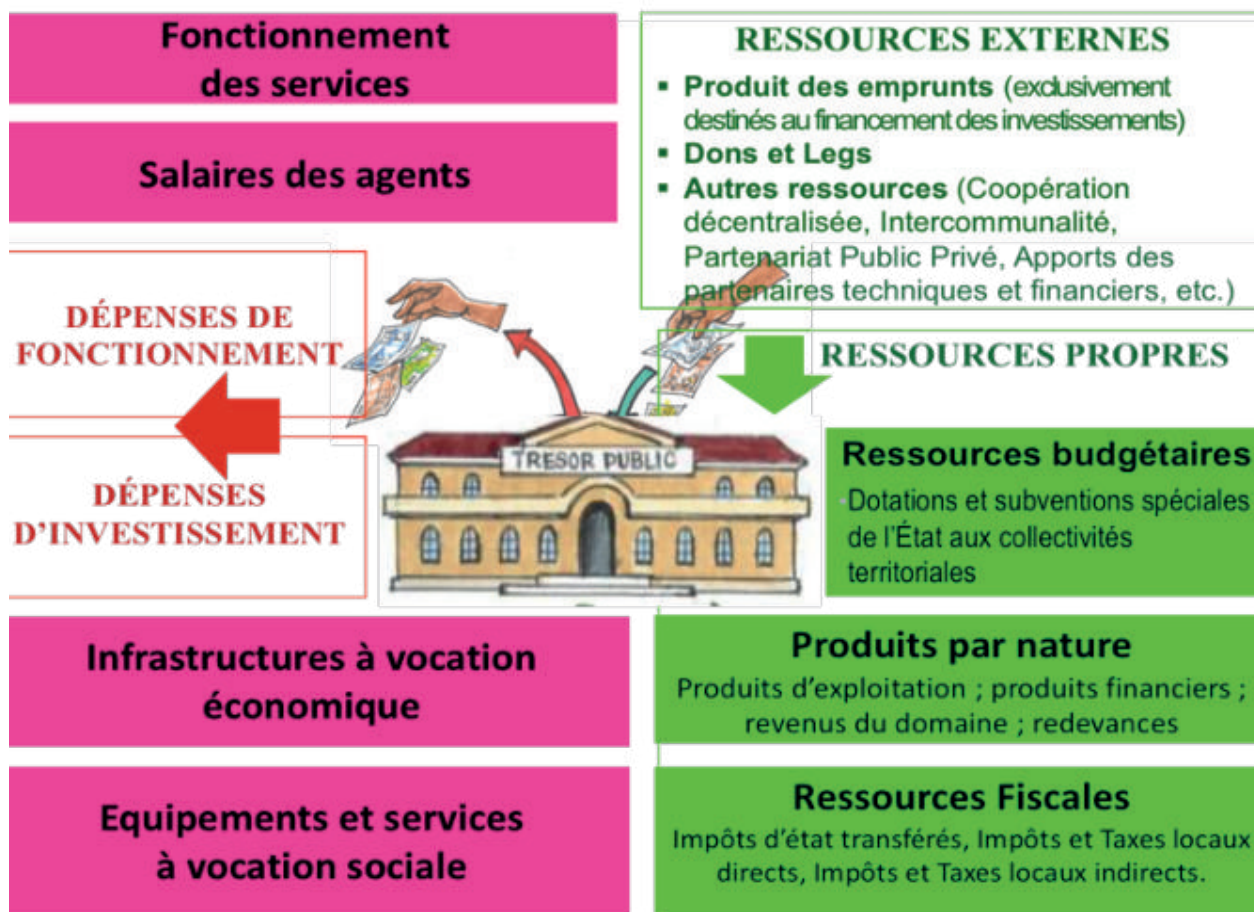 Fonctionnement
des services
Salaires des agents
DÉPENSES DE
FONCTIONNEMENT
DÉPENSES
D'INVESTISSEMENT
Infrastructures à vocation
économique
Equipements et services
à vocation sociale
TRESOR PUBLIC
RESSOURCES EXTERNES
▪ Produit des emprunts (exclusivement
destinés au financement des investissements)
▪ Dons et Legs
▪ Autres ressources (Coopération
décentralisée, Intercommunalité,
Partenariat Public Privé, Apports des
partenaires techniques et financiers, etc.)
RESSOURCES PROPRES
Ressources budgétaires
Dotations et subventions spéciales
de l'État aux collectivités
territoriales
Produits par nature
Produits d'exploitation ; produits financiers ;
revenus du domaine ; redevances
Ressources Fiscales
Impôts d'état transférés, Impôts et Taxes locaux
directs, Impôts et Taxes locaux indirects.